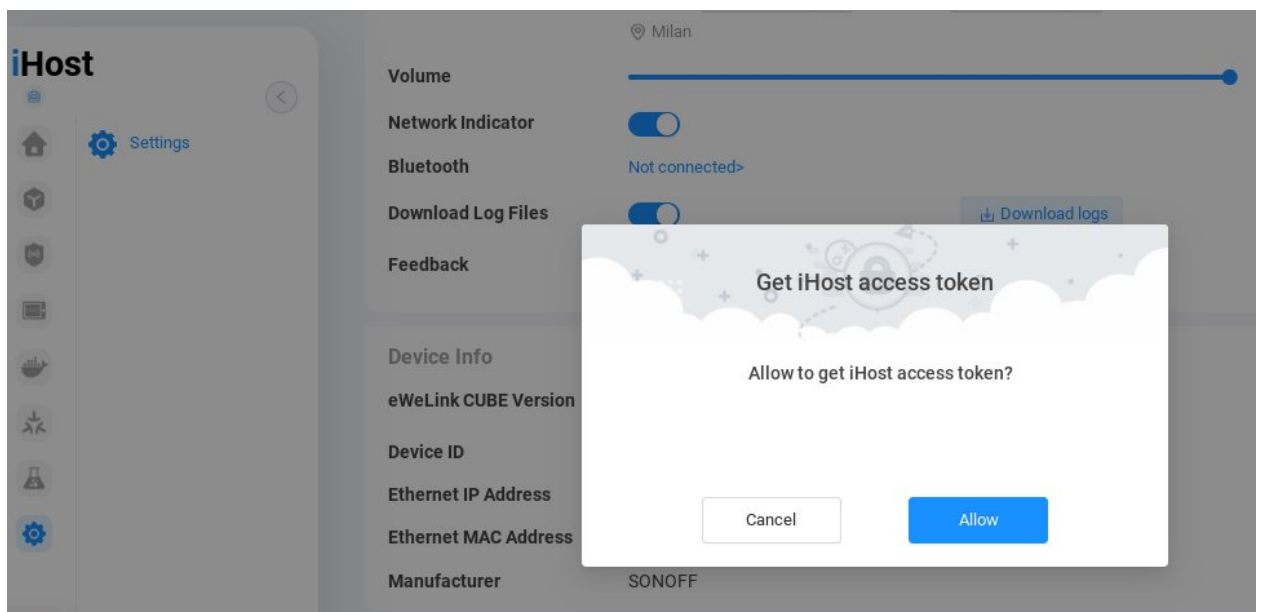 Milan
iHost
Volume
Network Indicator
Settings
Bluetooth
Not connected>
Download Log Files
Download logs
Feedback
Get iHost access token
Device Info
Allow to get iHost access token?
eWeLink CUBE Version
Device ID
Ethernet IP Address
Cancel
Allow
Ethernet MAC Address
Manufacturer
SONOFF